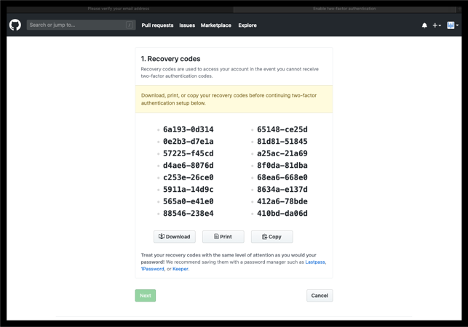 Please verify your email address
Enable two-factor authentication
Search or jump to...
Pull requests Issues Marketplace Explore
1. Recovery codes
Recovery codes are used to access your account in the event you cannot receive
two-factor authentication codes.
Download, print, or copy your recovery codes before continuing two-factor
authentication setup below.
6a193-0d314 65148-ce25d
0e2b3-d7e1a 81d81-51845
57225-f45cd a25ac-21a69
d4ae6-8076d 8f0da-81dba
c253e-26ce0 68ea6-668e0
5911a-14d9c 8634a-e137d
565a0-e41e0 412a6-78bde
88546-238e4 410bd-da06d
Download Print Copy
Treat your recovery codes with the same level of attention as you would your
password! We recommend saving them with a password manager such as Lastpass,
1Password, or Keeper.
Next Cancel